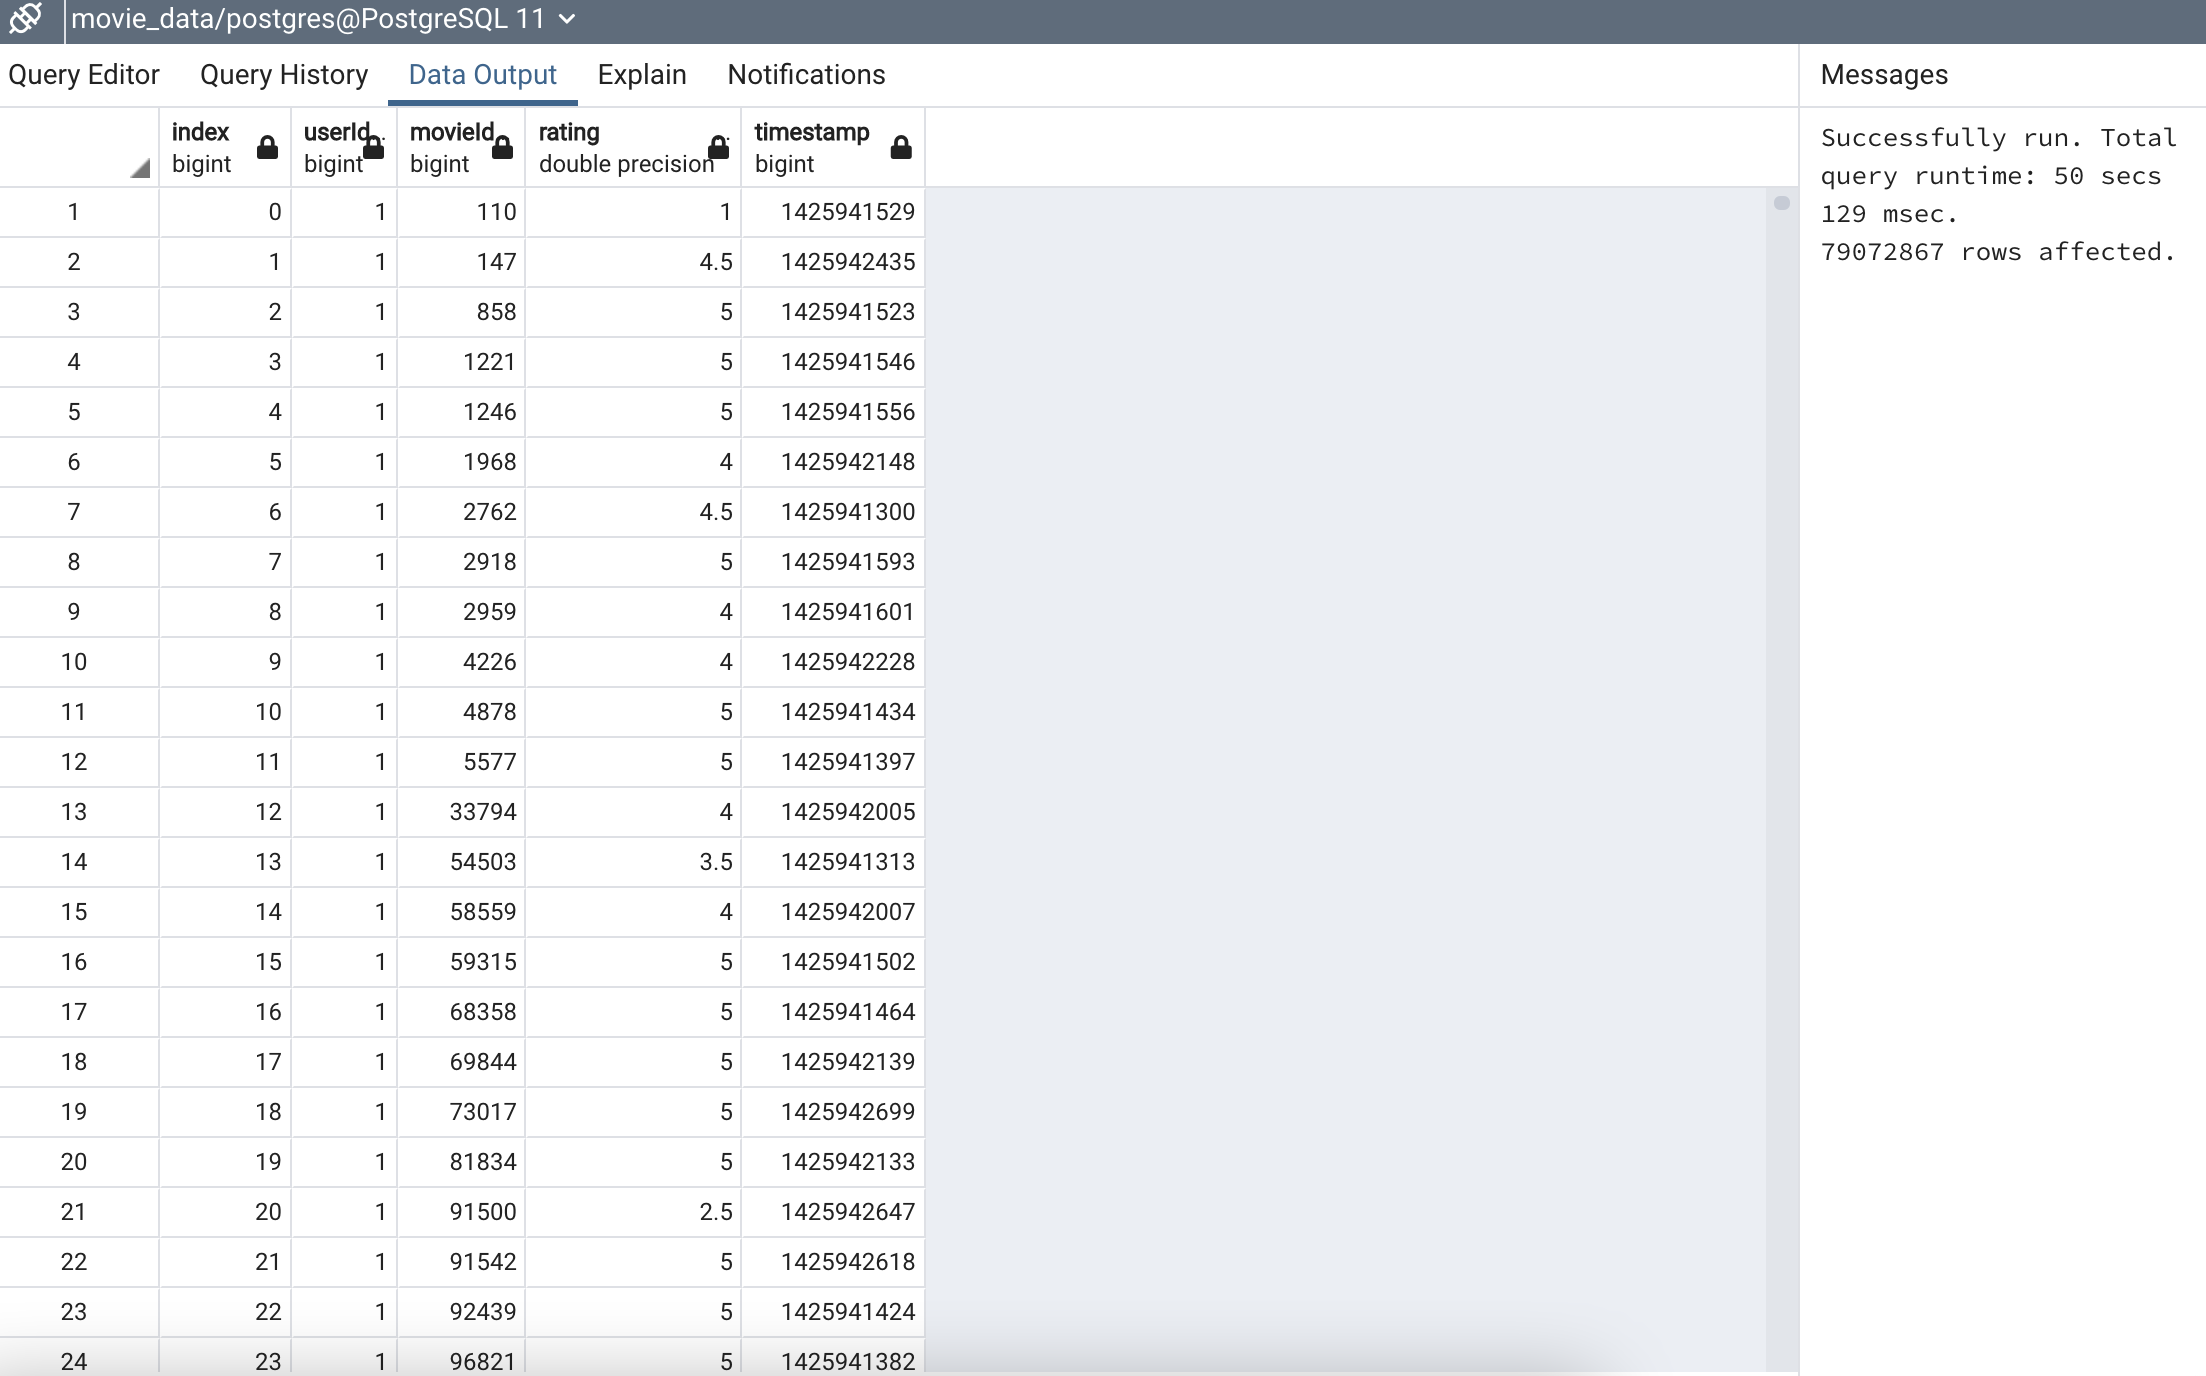 movie_data/postgres@PostgreSQL 11
Query Editor Query History Data Output Explain Notifications
Messages
index userId movieId rating timestamp
bigint bigint bigint double precision bigint
1 0 1 110 1 1425941529
2 1 1 147 4.5 1425942435
3 2 1 858 5 1425941523
4 3 1 1221 5 1425941546
5 4 1 1246 5 1425941556
6 5 1 1968 4 1425942148
7 6 1 2762 4.5 1425941300
8 7 1 2918 5 1425941593
9 8 1 2959 4 1425941601
10 9 1 4226 4 1425942228
11 10 1 4878 5 1425941434
12 11 1 5577 5 1425941397
13 12 1 33794 4 1425942005
14 13 1 54503 3.5 1425941313
15 14 1 58559 4 1425942007
16 15 1 59315 5 1425941502
17 16 1 68358 5 1425941464
18 17 1 69844 5 1425942139
19 18 1 73017 5 1425942699
20 19 1 81834 5 1425942133
21 20 1 91500 2.5 1425942647
22 21 1 91542 5 1425942618
23 22 1 92439 5 1425941424
24 23 1 96821 5 1425941382
Successfully run. Total
query runtime: 50 secs
129 msec.
79072867 rows affected.